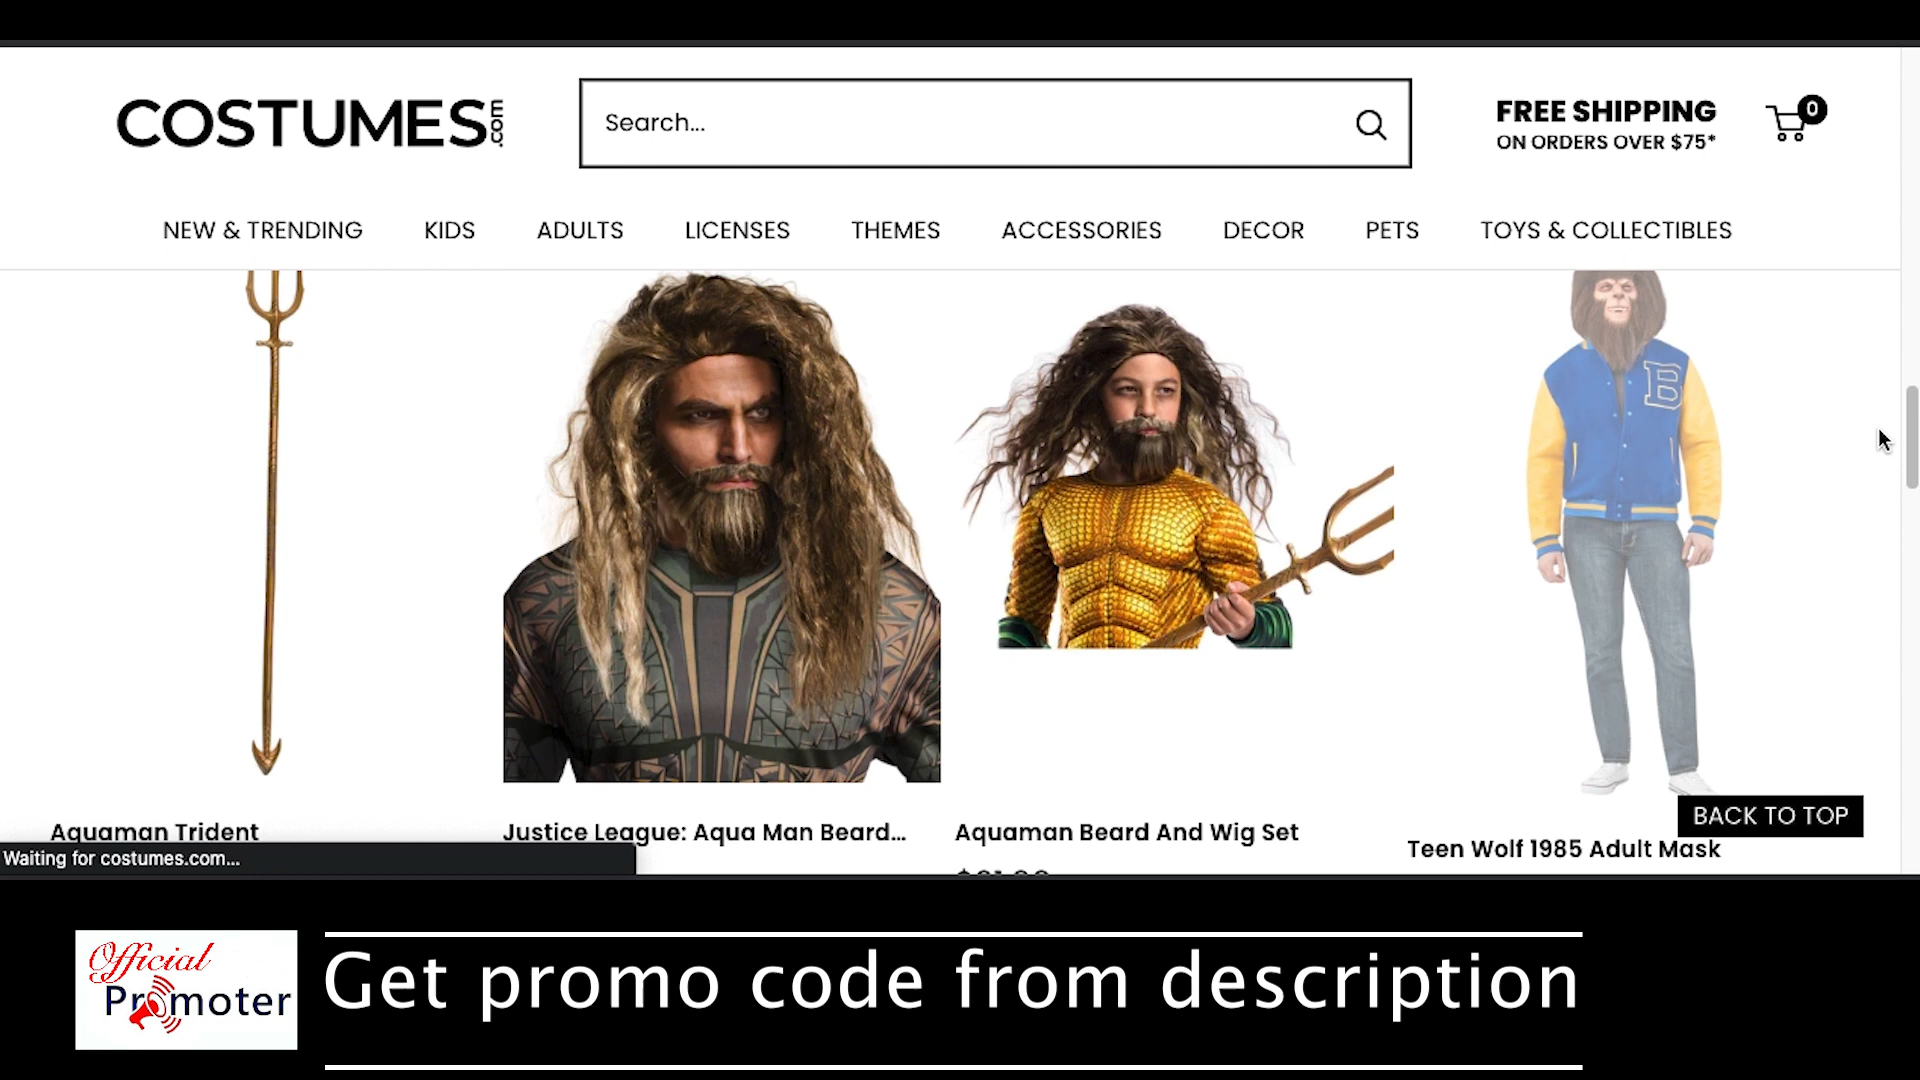 COSTUMES.com
Search...
FREE SHIPPING
ON ORDERS OVER $75*
0
NEW & TRENDING KIDS ADULTS LICENSES THEMES ACCESSORIES DECOR PETS TOYS & COLLECTIBLES
B
Aquaman Trident
Justice League: Aqua Man Beard...
Aquaman Beard And Wig Set
Teen Wolf 1985 Adult Mask
BACK TO TOP
Waiting for costumes.com...
Official
Promoter
Get promo code from description